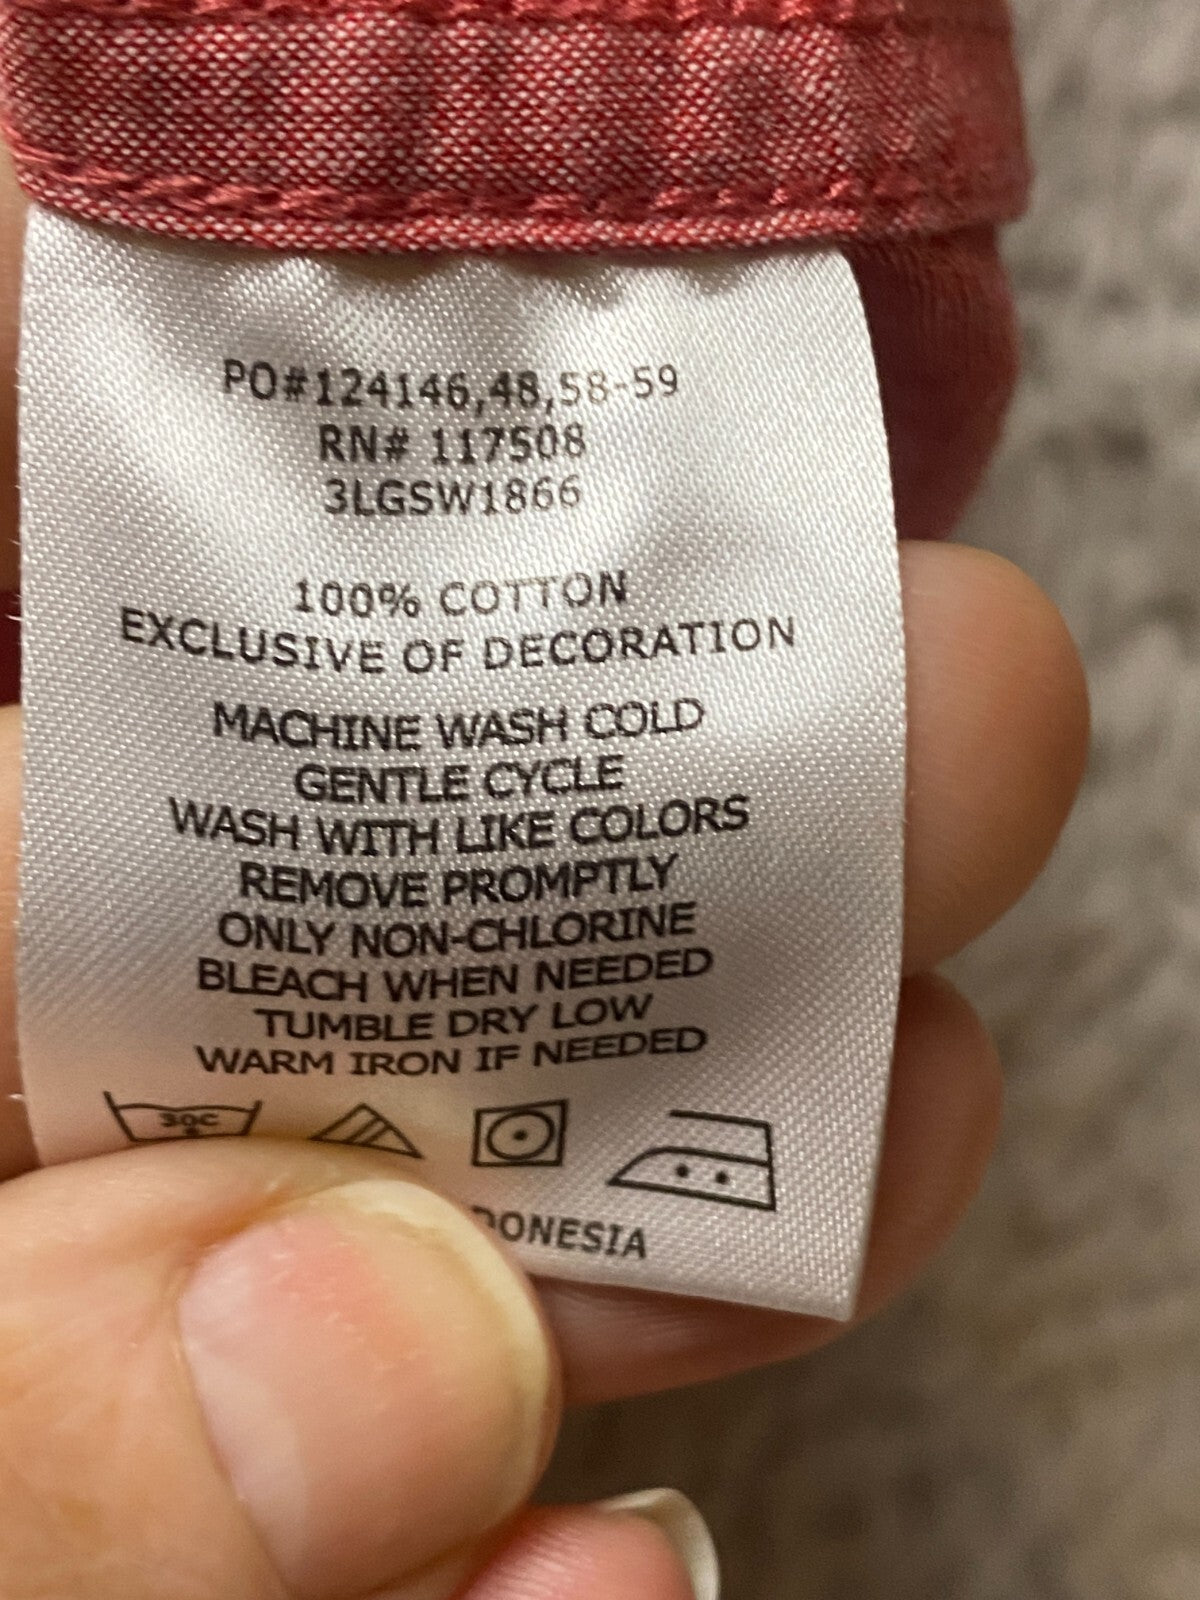 PO#124146,48,58-59
RN# 117508
3LGSW1866
100% COTTON
EXCLUSIVE OF DECORATION
MACHINE WASH COLD
GENTLE CYCLE
WASH WITH LIKE COLORS
REMOVE PROMPTLY
ONLY NON-CHLORINE
BLEACH WHEN NEEDED
TUMBLE DRY LOW
WARM IRON IF NEEDED
30C
DONESIA